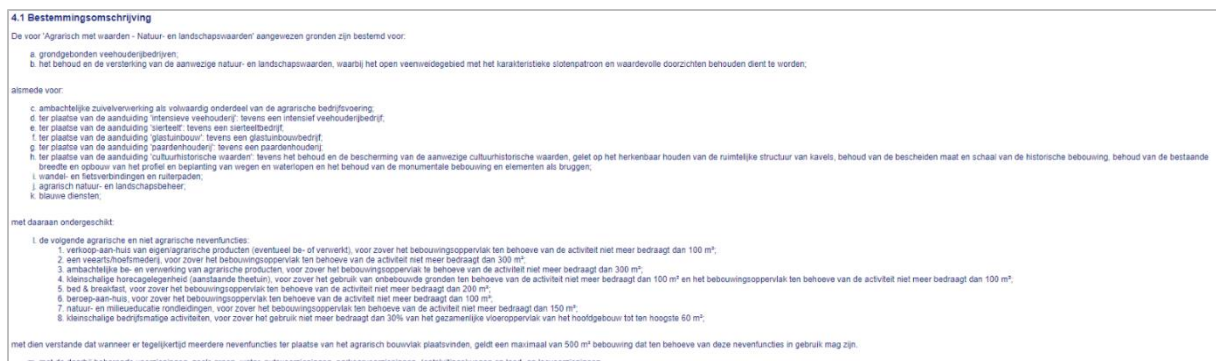 4.1 Bestemmingsomschrijving
De voor 'Agrarisch met waarden - Natuur- en landschapswaarden' aangewezen gronden zijn bestemd voor:
a. grondgebonden veehouderijbedrijven;
b. het behoud en de versterking van de aanwezige natuur- en landschapswaarden, waarbij het open veenweidegebied met het karakteristieke slotenpatroon en waardevolle doorzichten behouden dient te worden;
alsmede voor:
c. ambachtelijke zuivelverwerking als volwaardig onderdeel van de agrarische bedrijfsvoering;
d. ter plaatse van de aanduiding 'intensieve veehouderij': tevens een intensief veehouderijbedrijf;
e. ter plaatse van de aanduiding 'sierteelt': tevens een sierteeltbedrijf;
f. ter plaatse van de aanduiding 'glastuinbouw': tevens een glastuinbouwbedrijf;
g. ter plaatse van de aanduiding 'paardenhouderij': tevens een paardenhouderij;
h. ter plaatse van de aanduiding 'cultuurhistorische waarden': tevens het behoud en de bescherming van de aanwezige cultuurhistorische waarden, gelet op het herkenbaar houden van de ruimtelijke structuur van kavels, behoud van de bescheiden maat en schaal van de historische bebouwing, behoud van de bestaande
breedte en opbouw van het profiel en beplanting van wegen en waterlopen en het behoud van de monumentale bebouwing en elementen als bruggen;
i. wandel- en fietsverbindingen en ruiterpaden;
j. agrarisch natuur- en landschapsbeheer;
k. blauwe diensten;
met daaraan ondergeschikt:
l. de volgende agrarische en niet agrarische nevenfuncties:
1. verkoop-aan-huis van eigen/agrarische producten (eventueel be- of verwerkt), voor zover het bebouwingsoppervlak ten behoeve van de activiteit niet meer bedraagt dan 100 m²;
2. een veearts/hoefsmederij, voor zover het bebouwingsoppervlak ten behoeve van de activiteit niet meer bedraagt dan 300 m²;
3. ambachtelijke be- en verwerking van agrarische producten, voor zover het bebouwingsoppervlak te behoeve van de activiteit niet meer bedraagt dan 300 m²;
4. kleinschalige horecagelegenheid (aanstaande theetuin), voor zover het gebruik van onbebouwde gronden ten behoeve van de activiteit niet meer bedraagt dan 100 m² en het bebouwingsoppervlak ten behoeve van de activiteit niet meer bedraagt dan 100 m²;
5. bed & breakfast, voor zover het bebouwingsoppervlak ten behoeve van de activiteit niet meer bedraagt dan 200 m²;
6. beroep-aan-huis, voor zover het bebouwingsoppervlak ten behoeve van de activiteit niet meer bedraagt dan 100 m²;
7. natuur- en milieueducatie rondleidingen, voor zover het bebouwingsoppervlak ten behoeve van de activiteit niet meer bedraagt dan 150 m²;
8. kleinschalige bedrijfsmatige activiteiten, voor zover het gebruik niet meer bedraagt dan 30% van het gezamenlijke vloeroppervlak van het hoofdgebouw tot ten hoogste 60 m²;
met dien verstande dat wanneer er tegelijkertijd meerdere nevenfuncties ter plaatse van het agrarisch bouwvlak plaatsvinden, geldt een maximaal van 500 m² bebouwing dat ten behoeve van deze nevenfuncties in gebruik mag zijn.